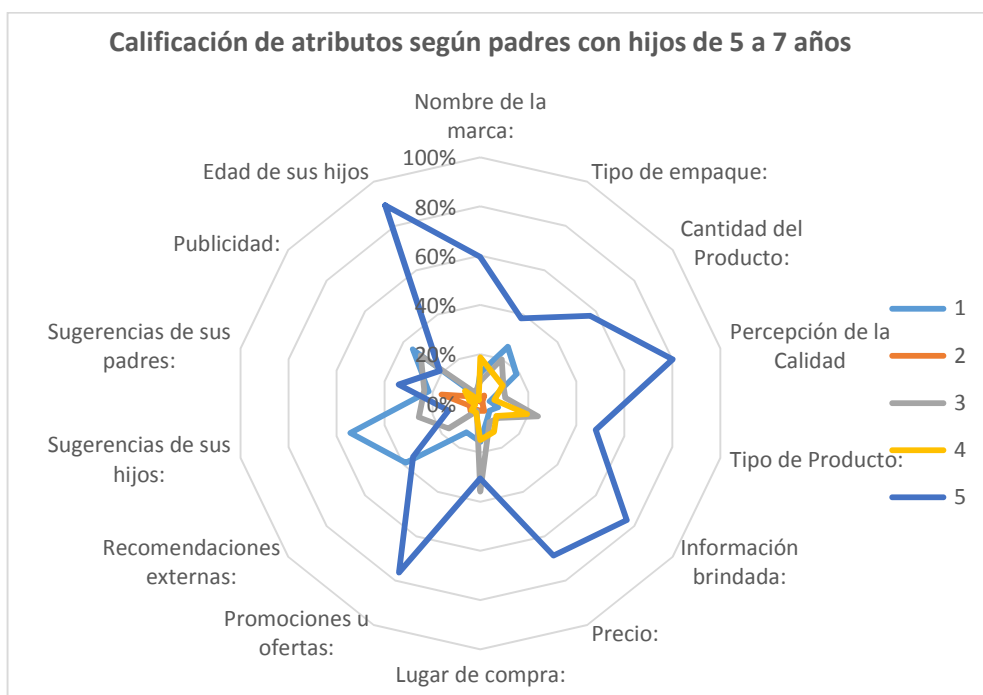 Calificación de atributos según padres con hijos de 5 a 7 años
Nombre de la
marca:
Tipo de empaque:
Cantidad del
Producto:
Percepción de la
Calidad
Tipo de Producto:
Información
brindada:
Precio:
Lugar de compra:
Promociones u
ofertas:
Recomendaciones
externas:
Sugerencias de sus
hijos:
Sugerencias de sus
padres:
Publicidad:
Edad de sus hijos
100%
80%
60%
40%
20%
0%
1
2
3
4
5